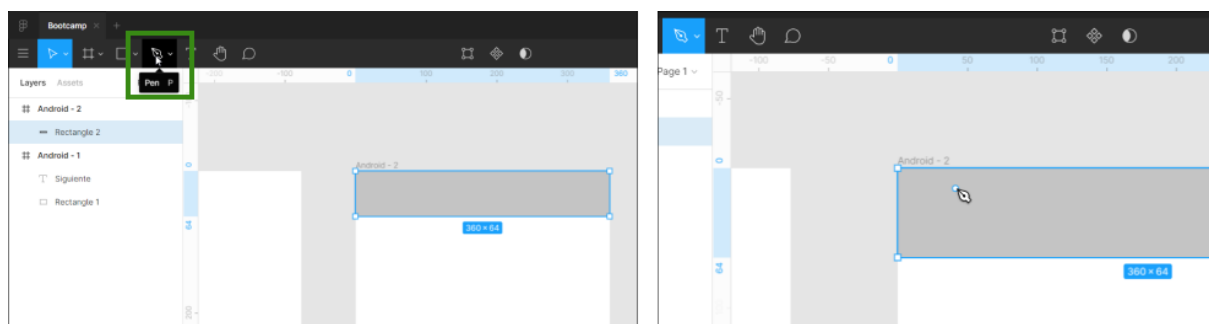 Bootcamp
Layers Assets
Pen P
-200 -100 0 100 200 300 360
Android - 2
Rectangle 2
Android - 1
Siguiente
Rectangle 1
0
64
200
Android - 2
360 × 64
T
Page 1
-100 -50 0 50 100 150 200
-50
0
64
Android - 2
360 × 64